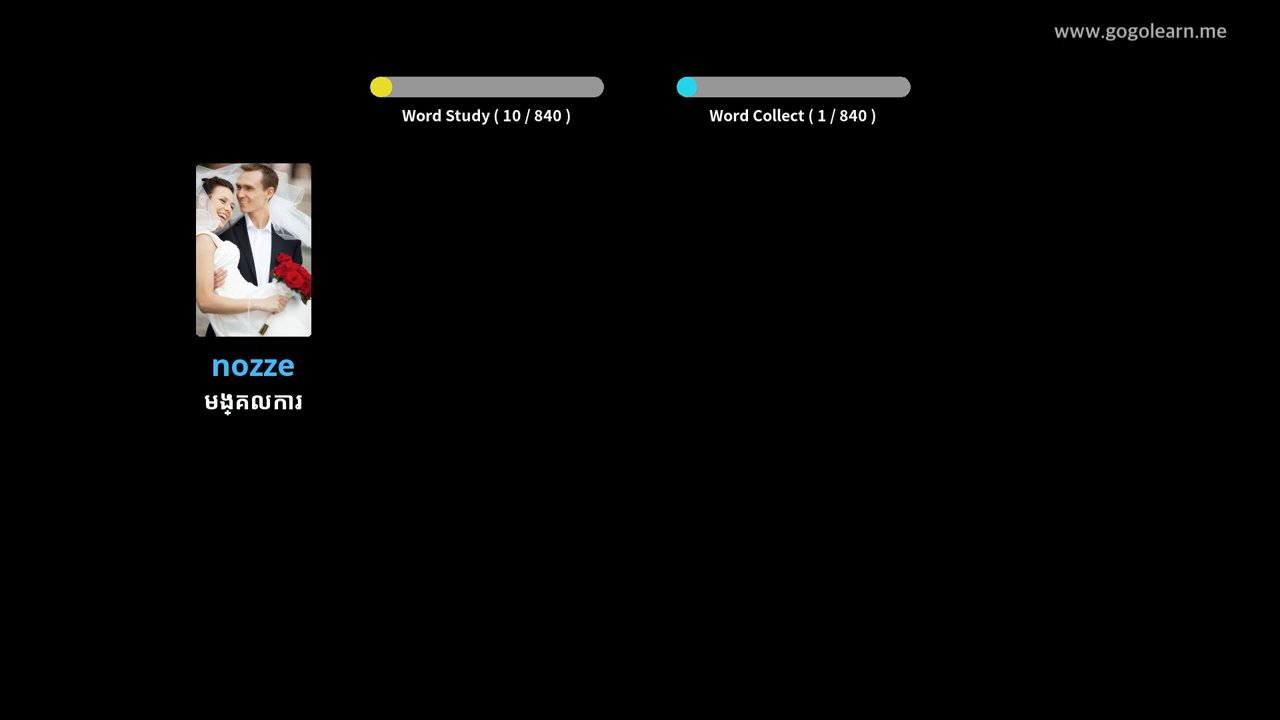 www.gogolearn.me
Word Study ( 10 / 840 )
Word Collect ( 1 / 840 )
nozze
មង្គលការ